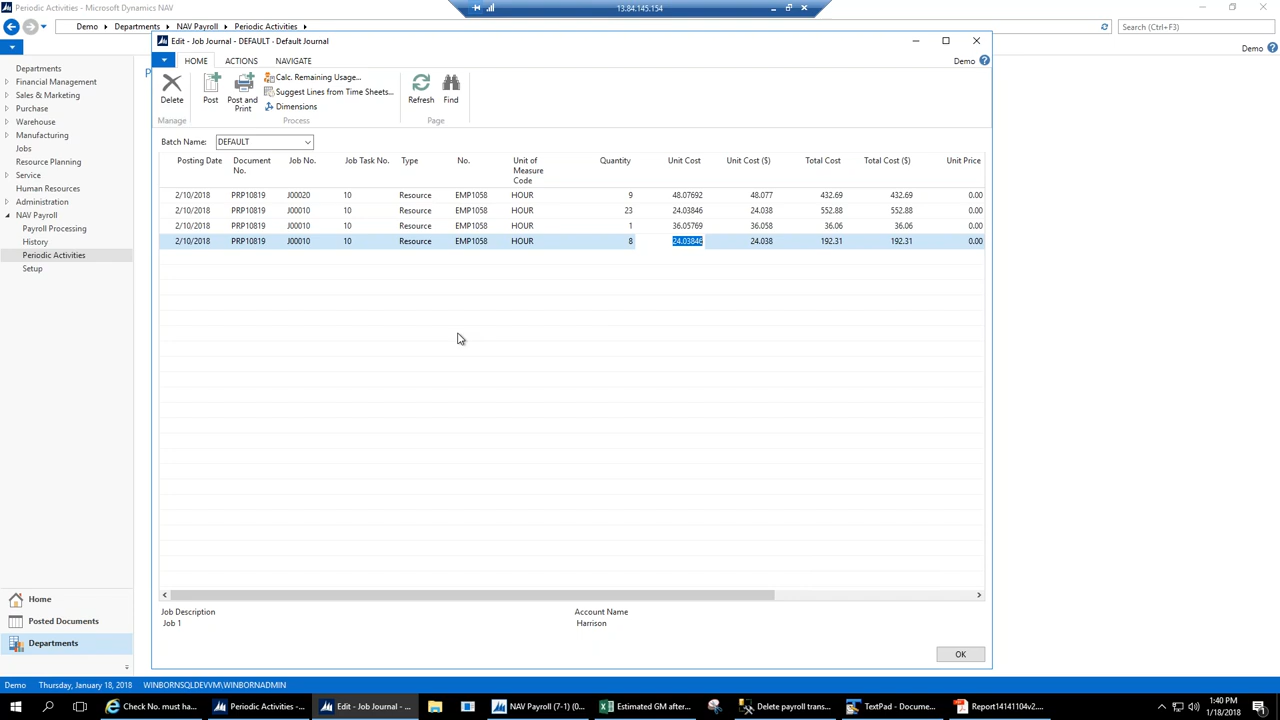 Periodic Activities - Microsoft Dynamics NAV
13.84.145.154
Demo Departments NAV Payroll Periodic Activities
Search (Ctrl+F3)
Demo
Departments
Financial Management
Sales & Marketing
Purchase
Warehouse
Manufacturing
Jobs
Resource Planning
Service
Human Resources
Administration
NAV Payroll
Payroll Processing
History
Periodic Activities
Setup
Home
Posted Documents
Departments
Edit - Job Journal - DEFAULT - Default Journal
HOME ACTIONS NAVIGATE
Demo
Delete
Manage
Post
Post and Print
Calc. Remaining Usage...
Suggest Lines from Time Sheets...
Dimensions
Process
Refresh
Find
Page
Batch Name: DEFAULT
Posting Date Document No. Job No. Job Task No. Type No. Unit of Measure Code Quantity Unit Cost Unit Cost ($) Total Cost Total Cost ($) Unit Price
2/10/2018 PRP10819 J00020 10 Resource EMP1058 HOUR 9 48.07692 48.077 432.69 432.69 0.00
2/10/2018 PRP10819 J00010 10 Resource EMP1058 HOUR 23 24.03846 24.038 552.88 552.88 0.00
2/10/2018 PRP10819 J00010 10 Resource EMP1058 HOUR 1 36.05769 36.058 36.06 36.06 0.00
2/10/2018 PRP10819 J00010 10 Resource EMP1058 HOUR 8 24.03846 24.038 192.31 192.31 0.00
Job Description
Job 1
Account Name
Harrison
OK
Demo Thursday, January 18, 2018 WINBORNSQLDEVVM\WINBORNADMIN
Check No. must ha...
Periodic Activities -...
Edit - Job Journal - ...
NAV Payroll (7-1) (0...
Estimated GM after...
Delete payroll trans...
TextPad - Docume...
Report14141104v2....
1:40 PM
1/18/2018